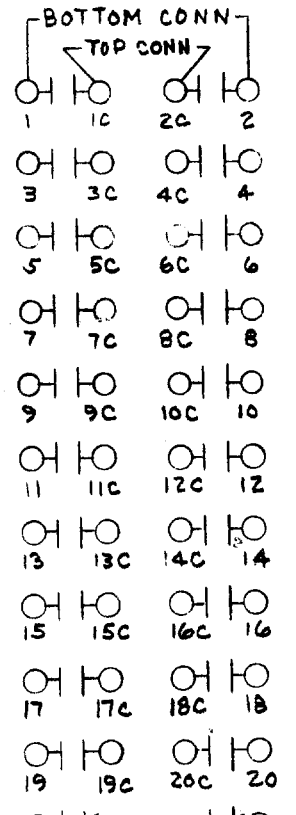 BOTTOM CONN
TOP CONN
1 1C 2C 2
3 3C 4C 4
5 5C 6C 6
7 7C 8C 8
9 9C 10C 10
11 11C 12C 12
13 13C 14C 14
15 15C 16C 16
17 17C 18C 18
19 19C 20C 20